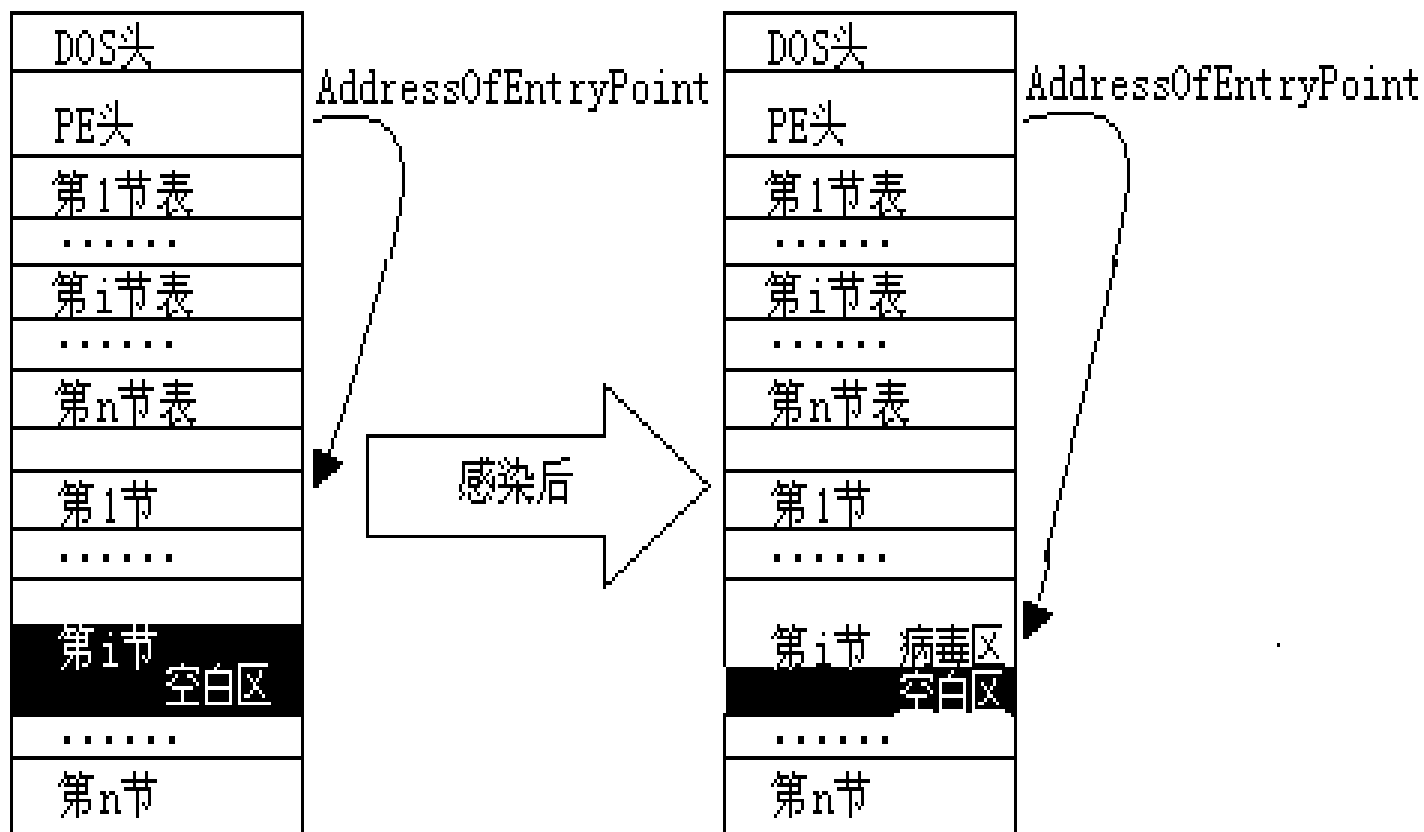 DOS头
PE头
第1节表
......
第i节表
......
第n节表
第1节
......
第i节
空白区
......
第n节
AddressOfEntryPoint
感染后
DOS头
PE头
第1节表
......
第i节表
......
第n节表
第1节
......
第i节 病毒区
空白区
......
第n节
AddressOfEntryPoint